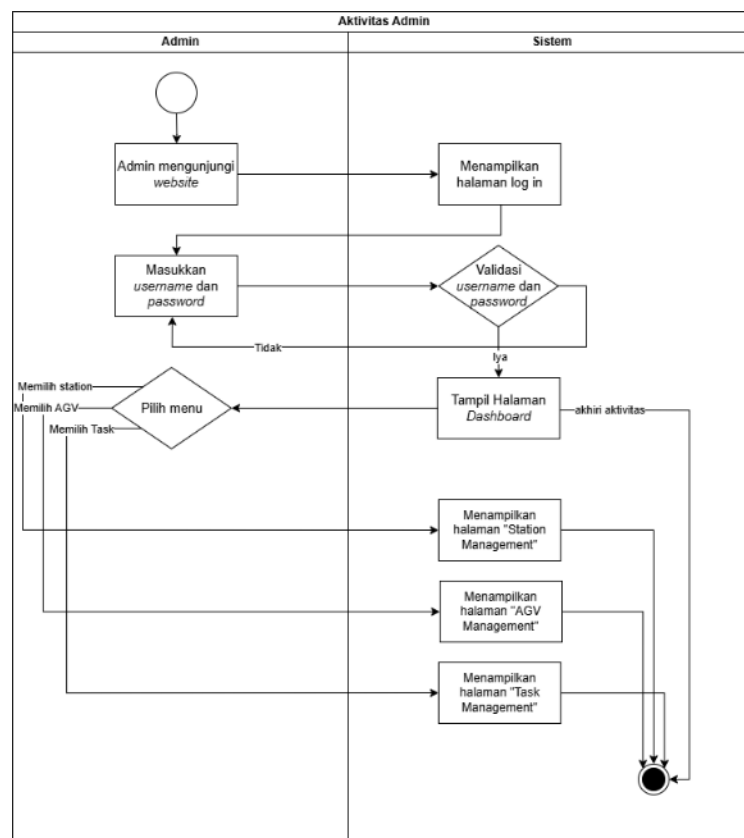 Aktivitas Admin
Admin
Sistem
Admin mengunjungi
website
Menampilkan
halaman log in
Masukkan
username dan
password
Validasi
username dan
password
Tidak
Iya
Memilih station
Memilih AGV
Memilih Task
Pilih menu
Tampil Halaman
Dashboard
akhiri aktivitas
Menampilkan
halaman "Station
Management"
Menampilkan
halaman "AGV
Management"
Menampilkan
halaman "Task
Management"